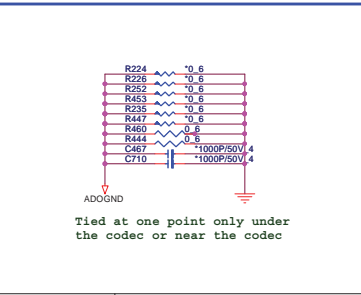 R224 *0_6
R226 *0_6
R252 *0_6
R453 *0_6
R235 *0_6
R447 *0_6
R460 0_6
R444 0_6
C467 *1000P/50V_4
C710 *1000P/50V_4
ADOGND
Tied at one point only under
the codec or near the codec